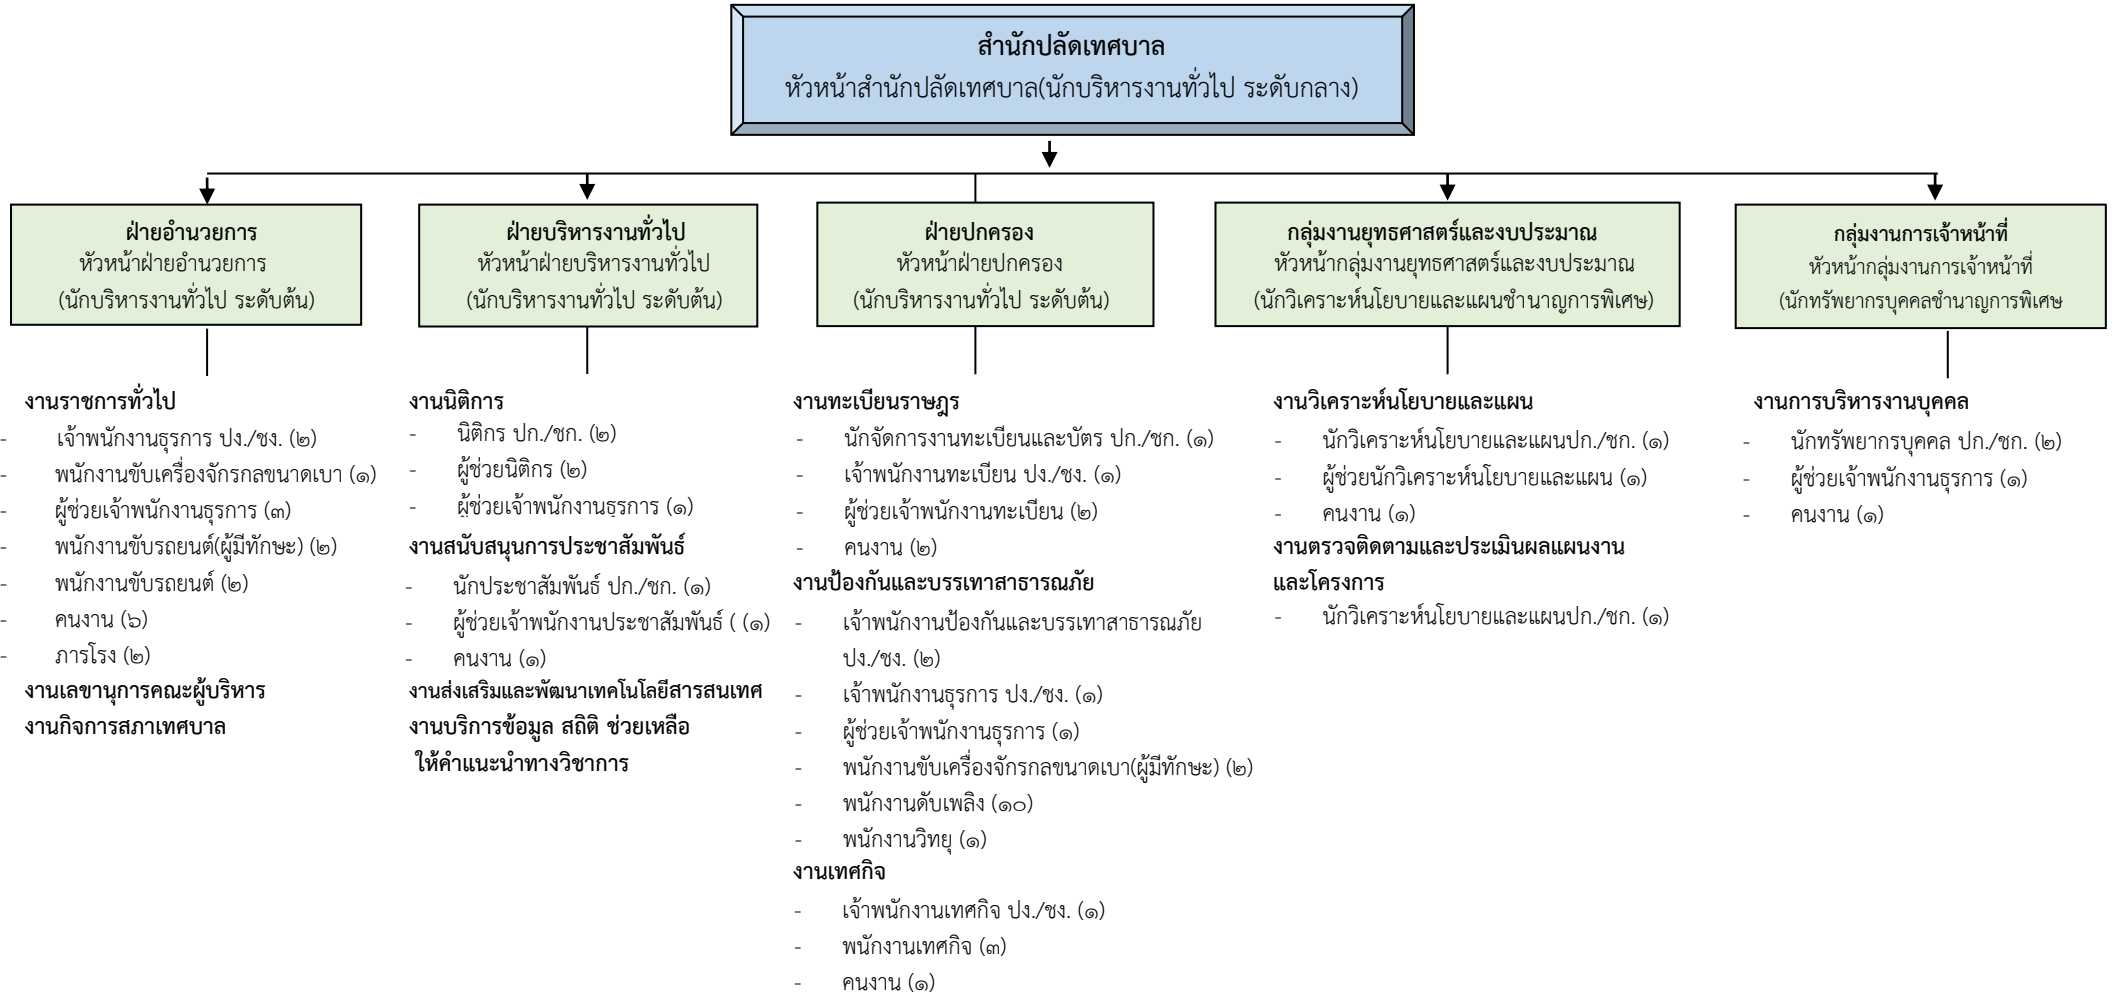 สำนักปลัดเทศบาล
หัวหน้าสำนักปลัดเทศบาล(นักบริหารงานทั่วไป ระดับกลาง)
ฝ่ายอำนวยการ
หัวหน้าฝ่ายอำนวยการ
(นักบริหารงานทั่วไป ระดับต้น)
ฝ่ายบริหารงานทั่วไป
หัวหน้าฝ่ายบริหารงานทั่วไป
(นักบริหารงานทั่วไป ระดับต้น)
ฝ่ายปกครอง
หัวหน้าฝ่ายปกครอง
(นักบริหารงานทั่วไป ระดับต้น)
กลุ่มงานยุทธศาสตร์และงบประมาณ
หัวหน้ากลุ่มงานยุทธศาสตร์และงบประมาณ
(นักวิเคราะห์นโยบายและแผนชำนาญการพิเศษ)
กลุ่มงานการเจ้าหน้าที่
หัวหน้ากลุ่มงานการเจ้าหน้าที่
(นักทรัพยากรบุคคลชำนาญการพิเศษ
งานราชการทั่วไป
- เจ้าพนักงานธุรการ ปง./ชง. (๒)
- พนักงานขับเครื่องจักรกลขนาดเบา (๑)
- ผู้ช่วยเจ้าพนักงานธุรการ (๓)
- พนักงานขับรถยนต์(ผู้มีทักษะ) (๒)
- พนักงานขับรถยนต์ (๒)
- คนงาน (๖)
- ภารโรง (๒)
งานเลขานุการคณะผู้บริหาร
งานกิจการสภาเทศบาล
งานนิติการ
- นิติกร ปก./ชก. (๒)
- ผู้ช่วยนิติกร (๒)
- ผู้ช่วยเจ้าพนักงานธุรการ (๑)
งานสนับสนุนการประชาสัมพันธ์
- นักประชาสัมพันธ์ ปก./ชก. (๑)
- ผู้ช่วยเจ้าพนักงานประชาสัมพันธ์ ( (๑)
- คนงาน (๑)
งานส่งเสริมและพัฒนาเทคโนโลยีสารสนเทศ
งานบริการข้อมูล สถิติ ช่วยเหลือ
ให้คำแนะนำทางวิชาการ
งานทะเบียนราษฎร
- นักจัดการงานทะเบียนและบัตร ปก./ชก. (๑)
- เจ้าพนักงานทะเบียน ปง./ชง. (๑)
- ผู้ช่วยเจ้าพนักงานทะเบียน (๒)
- คนงาน (๒)
งานป้องกันและบรรเทาสาธารณภัย
- เจ้าพนักงานป้องกันและบรรเทาสาธารณภัย
ปง./ชง. (๒)
- เจ้าพนักงานธุรการ ปง./ชง. (๑)
- ผู้ช่วยเจ้าพนักงานธุรการ (๑)
- พนักงานขับเครื่องจักรกลขนาดเบา(ผู้มีทักษะ) (๒)
- พนักงานดับเพลิง (๑๐)
- พนักงานวิทยุ (๑)
งานเทศกิจ
- เจ้าพนักงานเทศกิจ ปง./ชง. (๑)
- พนักงานเทศกิจ (๓)
- คนงาน (๑)
งานวิเคราะห์นโยบายและแผน
- นักวิเคราะห์นโยบายและแผนปก./ชก. (๑)
- ผู้ช่วยนักวิเคราะห์นโยบายและแผน (๑)
- คนงาน (๑)
งานตรวจติดตามและประเมินผลแผนงาน
และโครงการ
- นักวิเคราะห์นโยบายและแผนปก./ชก. (๑)
งานการบริหารงานบุคคล
- นักทรัพยากรบุคคล ปก./ชก. (๒)
- ผู้ช่วยเจ้าพนักงานธุรการ (๑)
- คนงาน (๑)